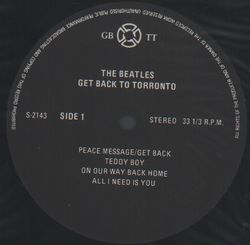 GB TT
THE BEATLES
GET BACK TO TORRONTO
S-2143 SIDE 1 STEREO 33 1/3 R.P.M.
PEACE MESSAGE/GET BACK
TEDDY BOY
ON OUR WAY BACK HOME
ALL I NEED IS YOU